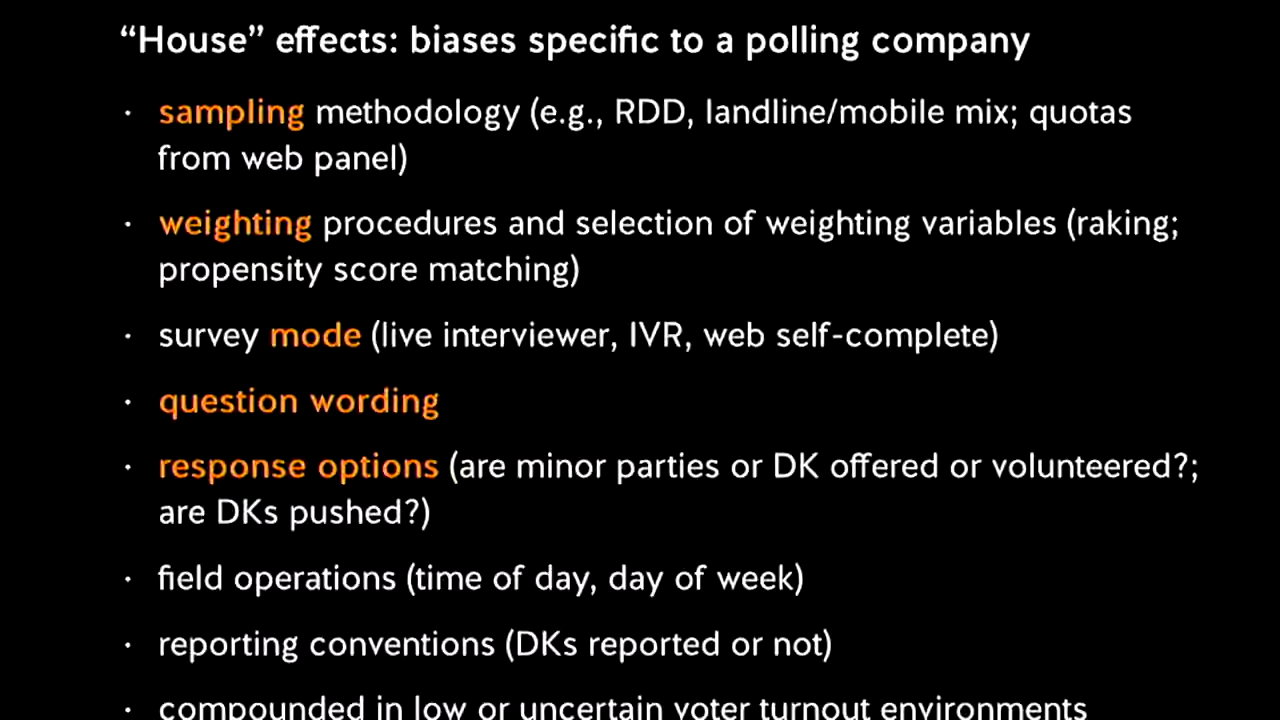 “House” effects: biases specific to a polling company
· sampling methodology (e.g., RDD, landline/mobile mix; quotas
from web panel)
· weighting procedures and selection of weighting variables (raking;
propensity score matching)
· survey mode (live interviewer, IVR, web self-complete)
· question wording
· response options (are minor parties or DK offered or volunteered?;
are DKs pushed?)
· field operations (time of day, day of week)
· reporting conventions (DKs reported or not)
· compounded in low or uncertain voter turnout environments